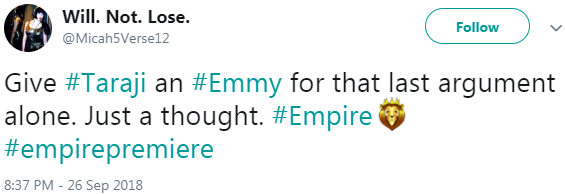 Will. Not. Lose.
@Micah5Verse12
Follow
Give #Taraji an #Emmy for that last argument
alone. Just a thought. #Empire
#empirepremiere
8:37 PM - 26 Sep 2018